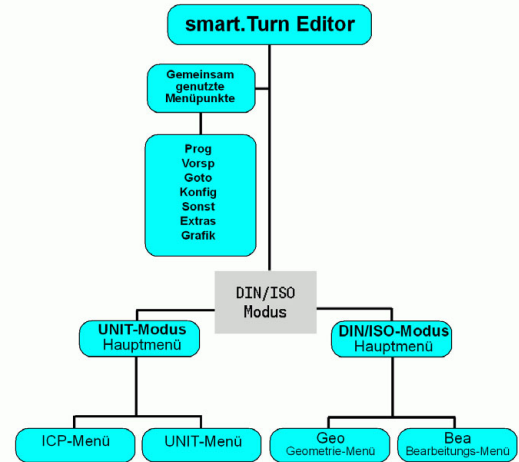 smart.Turn Editor
Gemeinsam
genutzte
Menüpunkte
Prog
Vorsp
Goto
Konfig
Sonst
Extras
Grafik
DIN/ISO
Modus
UNIT-Modus
Hauptmenü
DIN/ISO-Modus
Hauptmenü
ICP-Menü
UNIT-Menü
Geo
Geometrie-Menü
Bea
Bearbeitungs-Menü